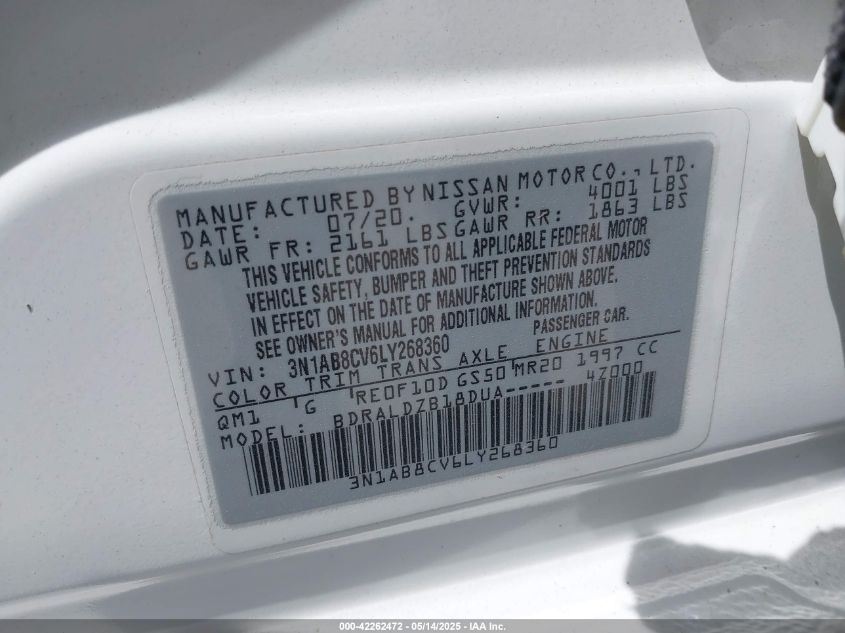 MANUFACTURED BY NISSAN MOTOR CO., LTD.
DATE: 07/20. GVWR: 4001 LBS
GAWR FR: 2161 LBS GAWR RR: 1863 LBS
THIS VEHICLE CONFORMS TO ALL APPLICABLE FEDERAL MOTOR
VEHICLE SAFETY, BUMPER AND THEFT PREVENTION STANDARDS
IN EFFECT ON THE DATE OF MANUFACTURE SHOWN ABOVE.
SEE OWNER'S MANUAL FOR ADDITIONAL INFORMATION.
VIN: 3N1AB8CV6LY268360 PASSENGER CAR.
COLOR TRIM TRANS AXLE ENGINE
QM1 G RE0F10D GS50 MR20 1997 CC
MODEL: BDRALDZB18DUA----- 4Z000
3N1AB8CV6LY268360
000-42262472 — 05/14/2025 — IAA Inc.